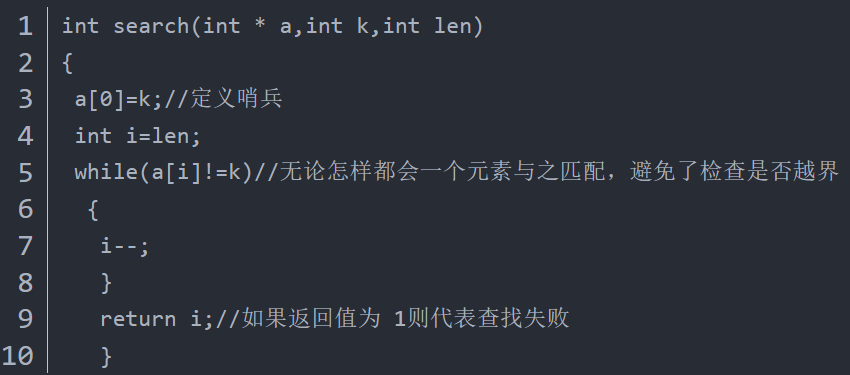 1 int search(int * a,int k,int len)
2 {
3 a[0]=k;//定义哨兵
4 int i=len;
5 while(a[i]!=k)//无论怎样都会一个元素与之匹配，避免了检查是否越界
6 {
7 i--;
8 }
9 return i;//如果返回值为 1则代表查找失败
10 }